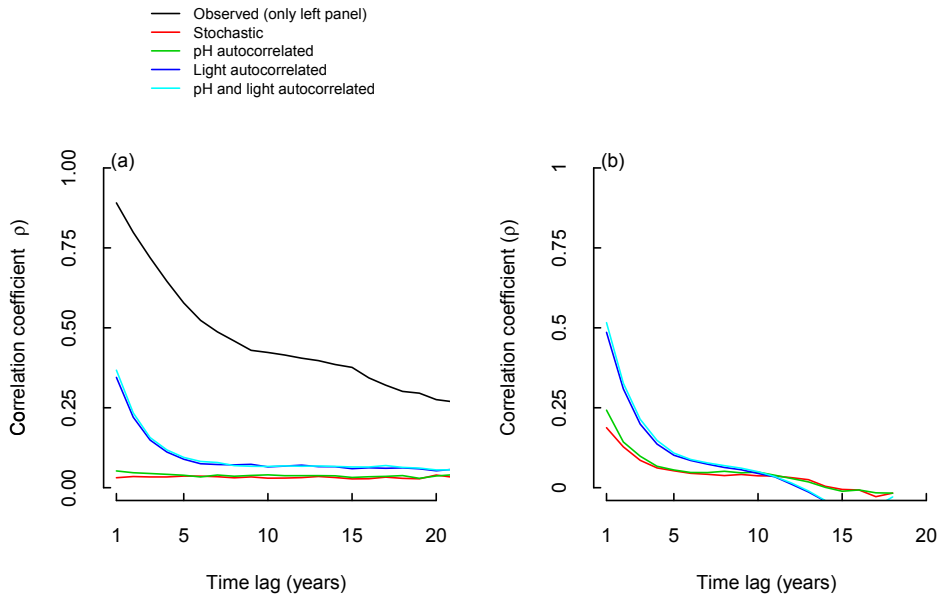 Observed (only left panel)
Stochastic
pH autocorrelated
Light autocorrelated
pH and light autocorrelated
(a)
1.00
0.75
0.50
0.25
0.00
Correlation coefficient ρ)
1 5 10 15 20
Time lag (years)
(b)
1
0.75
0.5
0.25
0
Correlation coefficient (ρ)
1 5 10 15 20
Time lag (years)